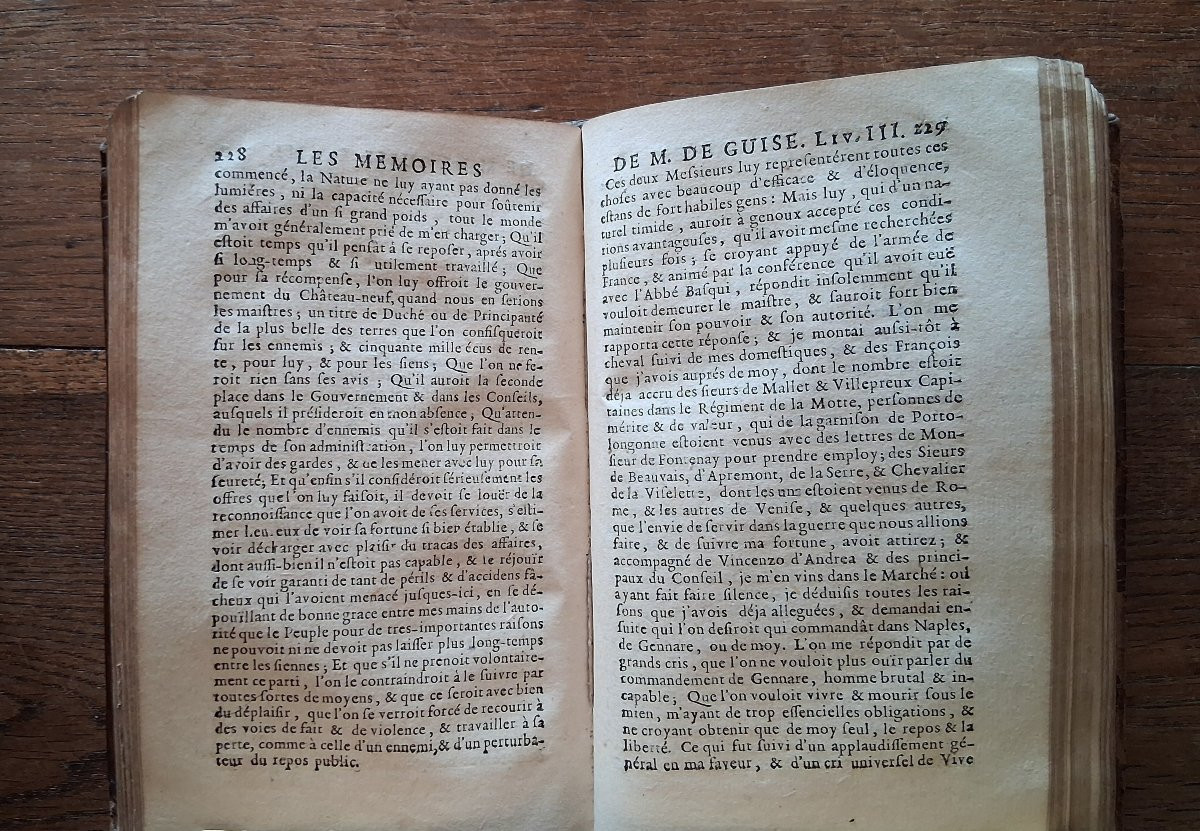 228 LES MEMOIRES
commencé, la Nature ne luy ayant pas donné les
lumiéres, ni la capacité nécessaire pour soûtenir
des affaires d'un si grand poids, tout le monde
m'avoit généralement prié de m'en charger; Qu'il
estoit temps qu'il pensât à se reposer, aprés avoir
si long-temps & si utilement travaillé; Que
pour sa récompense, l'on luy offroit le gouver-
nement du Château-neuf, quand nous en serions
les maistres; un titre de Duché ou de Principauté
de la plus belle des terres que l'on confisqueroit
sur les ennemis; & cinquante mille écus de ren-
te, pour luy, & pour les siens; Que l'on ne fe-
roit rien sans ses avis; Qu'il auroit la seconde
place dans le Gouvernement & dans les Conseils,
ausquels il présideroit en mon absence, Qu'atten-
du le nombre d'ennemis qu'il s'estoit fait dans le
temps de son administration, l'on luy permettroit
d'avoir des gardes, & de les mener avec luy pour sa
seureté; Et qu'enfin s'il considéroit sérieusement les
offres que l'on luy faisoit, il devoit se louër de la
reconnoissance que l'on avoit de ses services, s'esti-
mer heureux de voir sa fortune si bien établie, & se
voir décharger avec plaisir du tracas des affaires,
dont aussi-bien il n'estoit pas capable, & se réjouïr
de se voir garanti de tant de périls & d'accidens fâ-
cheux qui l'avoient menacé jusques-ici, en se dé-
poüillant de bonne grace entre mes mains de l'auto-
rité que le Peuple pour de tres-importantes raisons
ne pouvoit ni ne devoit pas laisser plus long-temps
entre les siennes; Et que s'il ne prenoit volontaire-
ment ce parti, l'on le contraindroit à le suivre par
toutes sortes de moyens, & que ce seroit avec bien
du déplaisir, que l'on se verroit forcé de recourir à
des voies de fait & de violence, & travailler à sa
perte, comme à celle d'un ennemi, & d'un perturba-
teur du repos public.
DE M. DE GUISE. LIV. III. 229
Ces deux Messieurs luy representérent toutes ces
choses avec beaucoup d'efficace & d'éloquence,
estans de fort habiles gens: Mais luy, qui d'un na-
turel timide, auroit à genoux accepté ces condi-
tions avantageuses, qu'il avoit mesme recherchées
plusieurs fois; se croyant appuyé de l'armée de
France, & animé par la conférence qu'il avoit euë
avec l'Abbé Basqui, répondit insolemment qu'il
vouloit demeurer le maistre, & sauroit fort bien
maintenir son pouvoir & son autorité. L'on me
rapporta cette réponse; & je montai aussi-tôt à
cheval suivi de mes domestiques, & des François
que j'avois auprés de moy, dont le nombre estoit
déja accru des sieurs de Mallet & Villepreux Capi-
taines dans le Régiment de la Motte, personnes de
mérite & de valeur, qui de la garnison de Porto-
longone estoient venus avec des lettres de Mon-
sieur de Fontenay pour prendre employ; des Sieurs
de Beauvais, d'Apremont, de la Serre, & Chevalier
de la Viselette, dont les uns estoient venus de Ro-
me, & les autres de Venise, & quelques autres,
que l'envie de servir dans la guerre que nous allions
faire, & de suivre ma fortune, avoit attirez; &
accompagné de Vincenzo d'Andrea & des princi-
paux du Conseil, je m'en vins dans le Marché: où
ayant fait faire silence, je déduisis toutes les rai-
sons que j'avois déja alleguées, & demandai en-
suite qui l'on desiroit qui commandât dans Naples,
de Gennare, ou de moy. L'on me répondit par de
grands cris, que l'on ne vouloit plus ouïr parler du
commandement de Gennare, homme brutal & in-
capable; Que l'on vouloit vivre & mourir sous le
mien, m'ayant de trop essencielles obligations, &
ne croyant obtenir que de moy seul, le repos & la
liberté. Ce qui fut suivi d'un applaudissement gé-
néral en ma faveur, & d'un cri universel de Vive